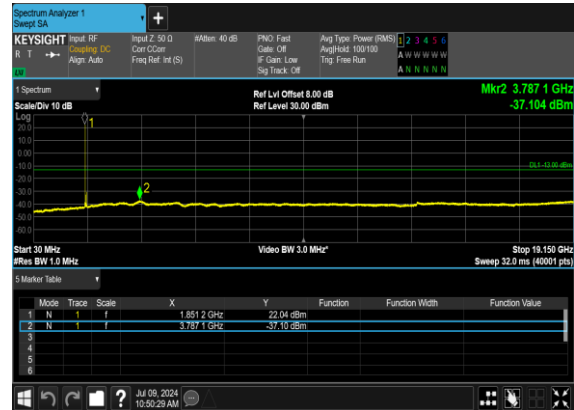 Spectrum Analyzer 1
Swept SA
+
KEYSIGHT Input: RF Input Z: 50 Ω #Atten: 40 dB PNO: Fast Avg Type: Power (RMS) 1 2 3 4 5 6
R T Coupling: DC Corr CCorr Gate: Off Avg|Hold: 100/100 A W W W W W
Align: Auto Freq Ref: Int (S) IF Gain: Low Trig: Free Run
Sig Track: Off A N N N N N
LXI
1 Spectrum Ref Lvl Offset 8.00 dB Mkr2 3.787 1 GHz
Scale/Div 10 dB Ref Level 30.00 dBm -37.104 dBm
Log
20.0
10.0
0.00
-10.0
-20.0
-30.0
-40.0
-50.0
-60.0
1
2
DL1 -13.00 dBm
Start 30 MHz Video BW 3.0 MHz* Stop 19.150 GHz
#Res BW 1.0 MHz Sweep 32.0 ms (40001 pts)
5 Marker Table
Mode Trace Scale X Y Function Function Width Function Value
1 N 1 f 1.851 2 GHz 22.04 dBm
2 N 1 f 3.787 1 GHz -37.10 dBm
3
4
5
6
? Jul 09, 2024
10:50:29 AM